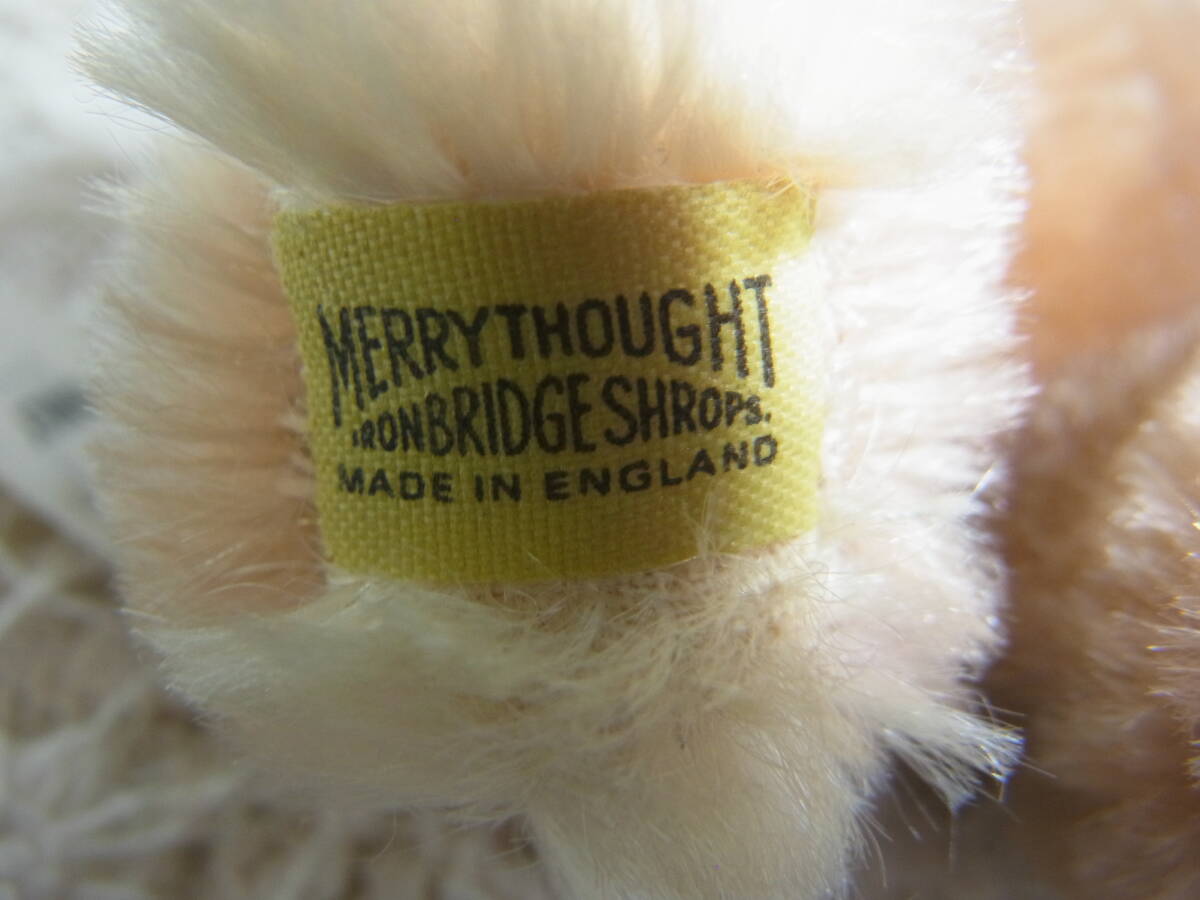 MERRYTHOUGHT
IRONBRIDGE SHROPS.
MADE IN ENGLAND